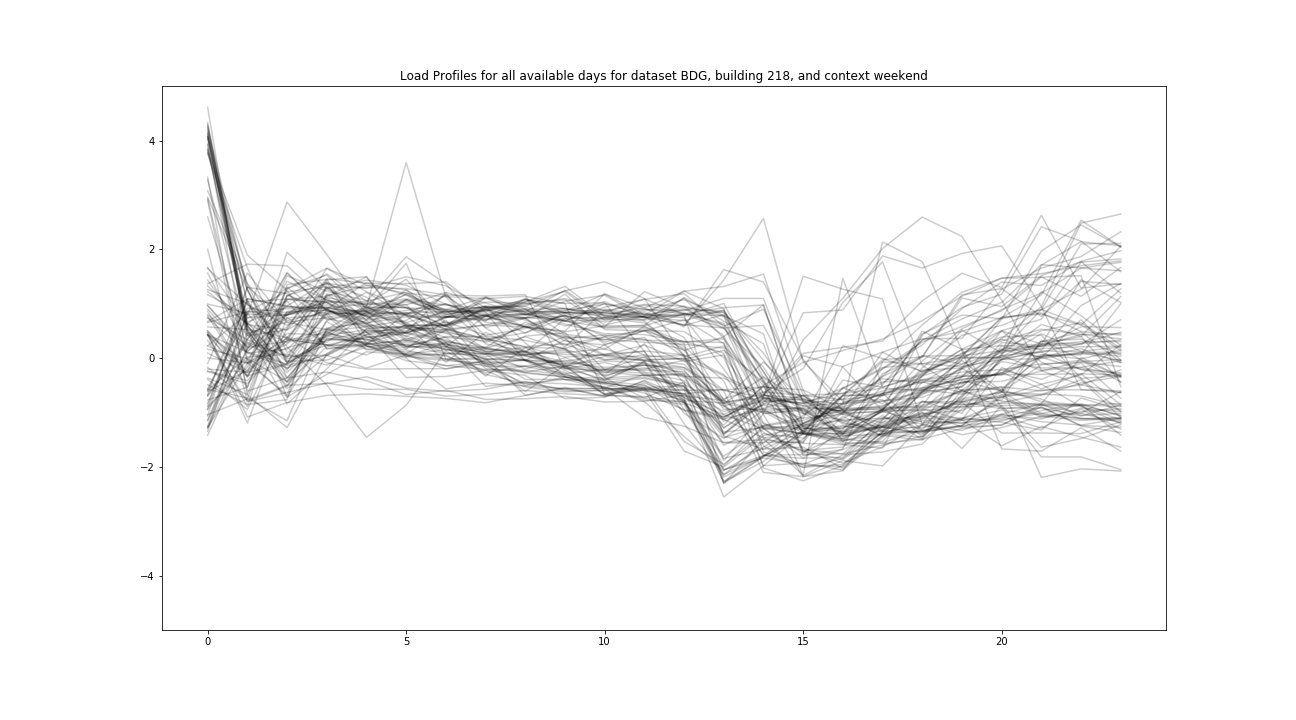 Load Profiles for all available days for dataset BDG, building 218, and context weekend
4
2
0
−2
−4
0 5 10 15 20